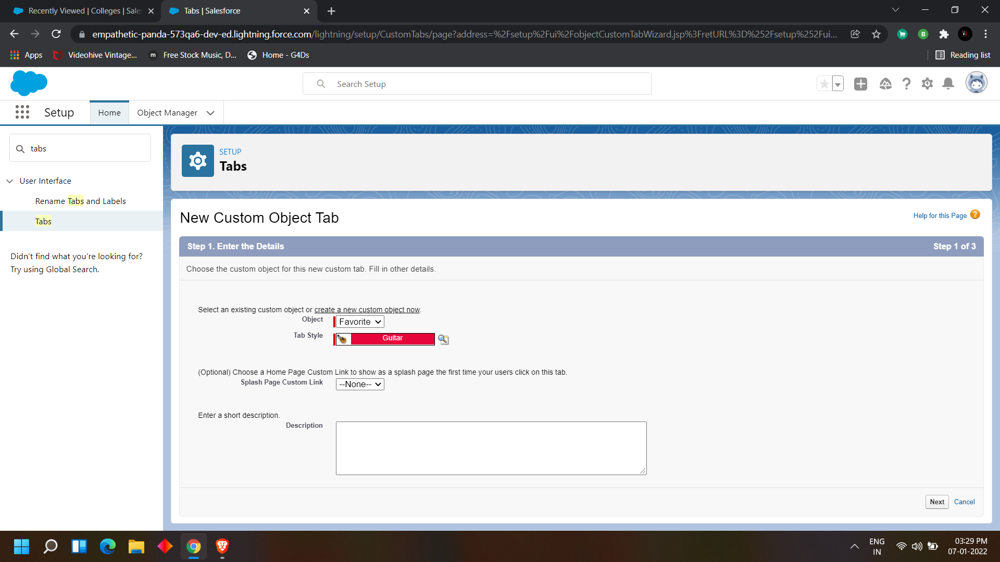 Recently Viewed | Colleges | Sale
Tabs | Salesforce
empathetic-panda-573qa6-dev-ed.lightning.force.com/lightning/setup/CustomTabs/page?address=%2Fsetup%2Fui%2FobjectCustomTabWizard.jsp%3FretURL%3D%252Fsetup%252Fui...
B
Apps
Videohive Vintage...
m
Free Stock Music, D...
Home - G4Ds
Reading list
Search Setup
Setup
Home
Object Manager
tabs
User Interface
Rename Tabs and Labels
Tabs
Didn't find what you're looking for?
Try using Global Search.
SETUP
Tabs
New Custom Object Tab
Help for this Page
?
Step 1. Enter the Details
Step 1 of 3
Choose the custom object for this new custom tab. Fill in other details.
Select an existing custom object or create a new custom object now.
Object
Favorite
Tab Style
Guitar
(Optional) Choose a Home Page Custom Link to show as a splash page the first time your users click on this tab.
Splash Page Custom Link
--None--
Enter a short description.
Description
Next
Cancel
ENG
IN
03:29 PM
07-01-2022